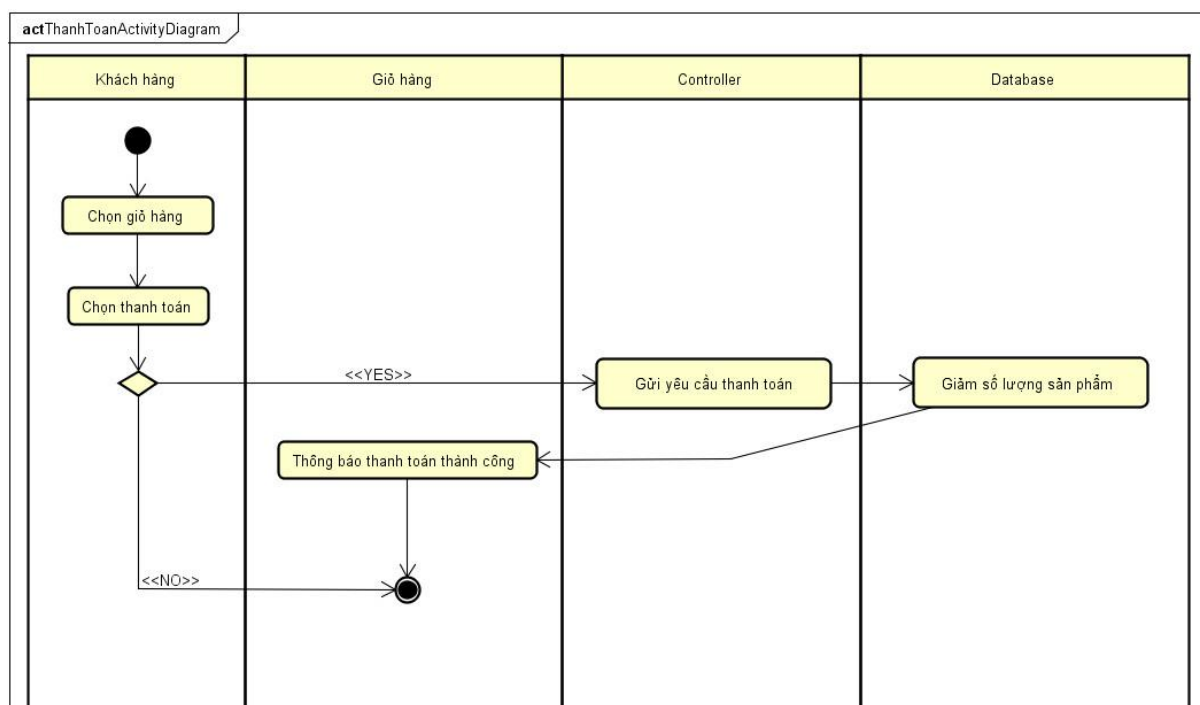 actThanhToanActivityDiagram
Khách hàng
Giỏ hàng
Controller
Database
Chọn giỏ hàng
Chọn thanh toán
<<YES>>
Gửi yêu cầu thanh toán
Giảm số lượng sản phẩm
Thông báo thanh toán thành công
<<NO>>